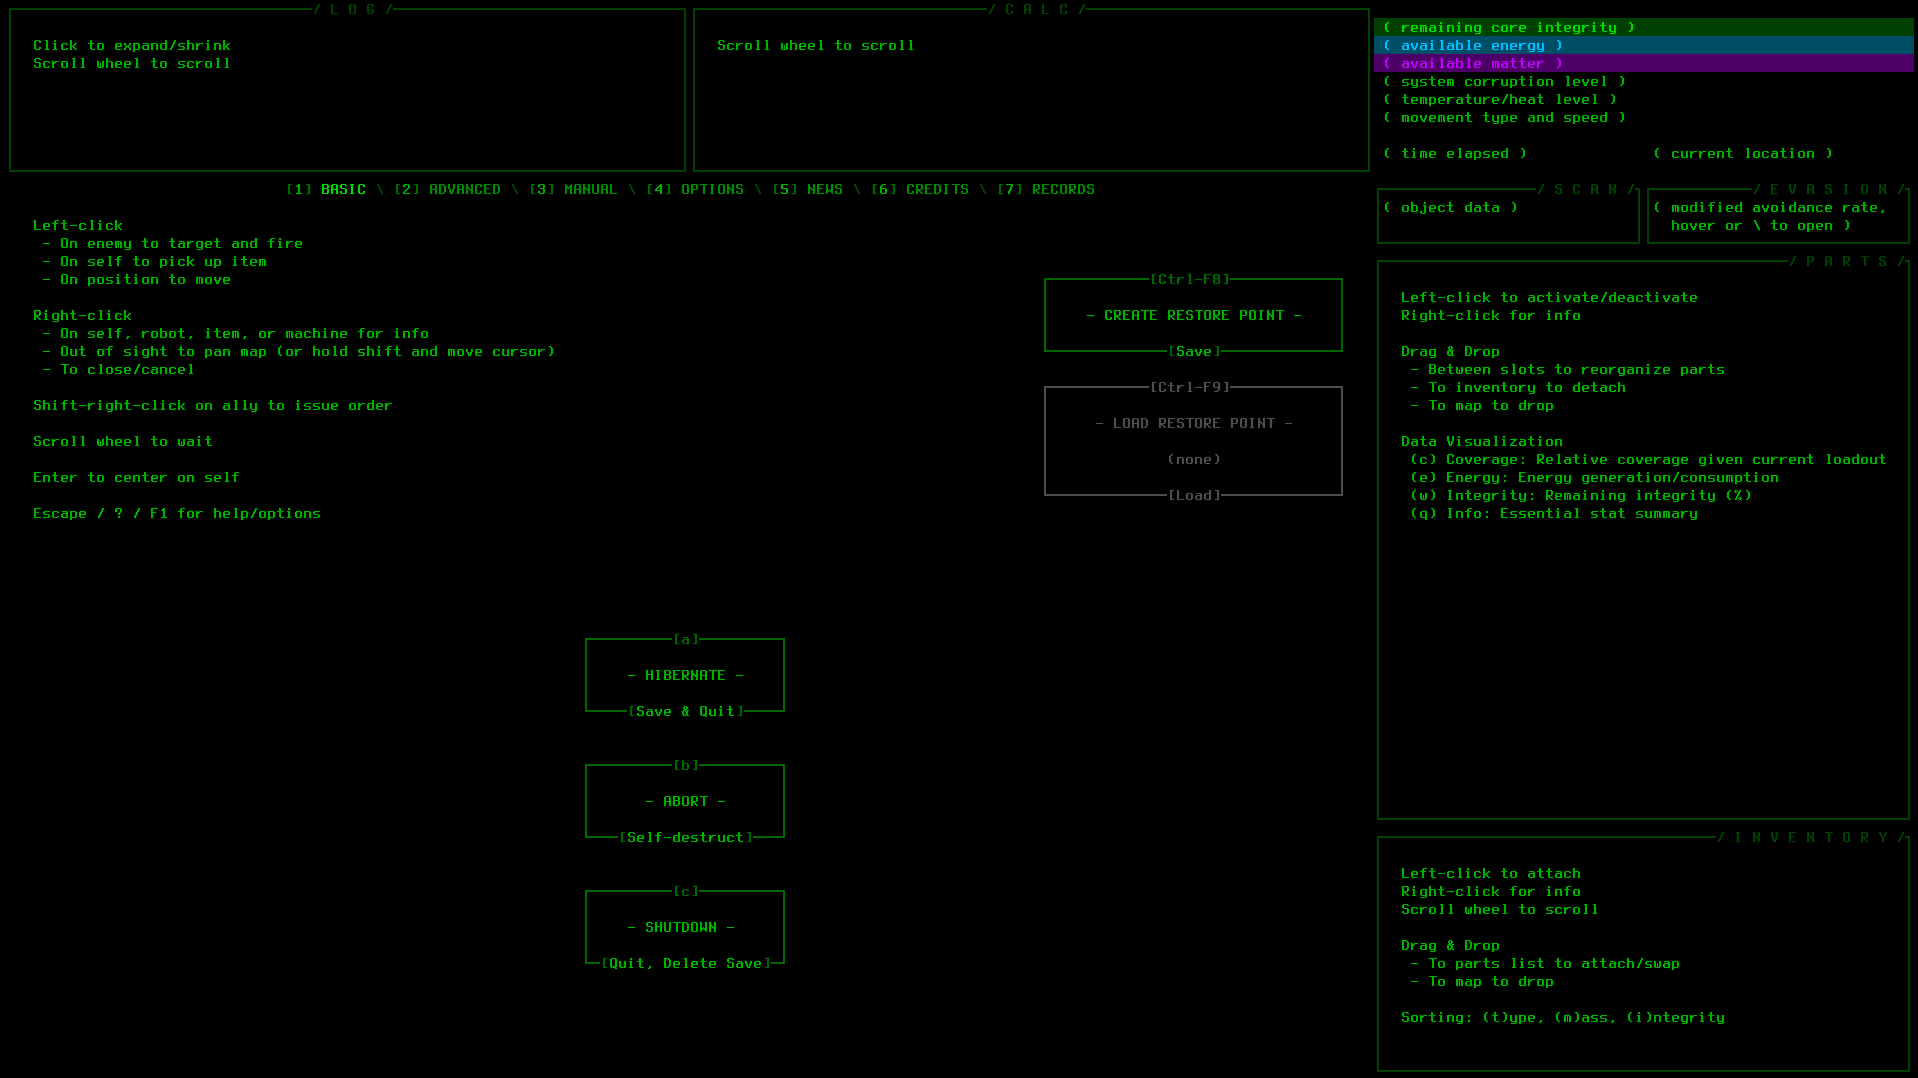 / L O G /
Click to expand/shrink
Scroll wheel to scroll
/ C A L C /
Scroll wheel to scroll
( remaining core integrity )
( available energy )
( available matter )
( system corruption level )
( temperature/heat level )
( movement type and speed )
( time elapsed )
( current location )
[1] BASIC \ [2] ADVANCED \ [3] MANUAL \ [4] OPTIONS \ [5] NEWS \ [6] CREDITS \ [7] RECORDS
Left-click
- On enemy to target and fire
- On self to pick up item
- On position to move
Right-click
- On self, robot, item, or machine for info
- Out of sight to pan map (or hold shift and move cursor)
- To close/cancel
Shift-right-click on ally to issue order
Scroll wheel to wait
Enter to center on self
Escape / ? / F1 for help/options
[Ctrl-F8]
- CREATE RESTORE POINT -
[Save]
[Ctrl-F9]
- LOAD RESTORE POINT -
(none)
[Load]
[a]
- HIBERNATE -
[Save & Quit]
[b]
- ABORT -
[Self-destruct]
[c]
- SHUTDOWN -
[Quit, Delete Save]
/ S C A N /
( object data )
/ E V A S I O N /
( modified avoidance rate,
hover or \ to open )
/ P A R T S /
Left-click to activate/deactivate
Right-click for info
Drag & Drop
- Between slots to reorganize parts
- To inventory to detach
- To map to drop
Data Visualization
(c) Coverage: Relative coverage given current loadout
(e) Energy: Energy generation/consumption
(w) Integrity: Remaining integrity (%)
(q) Info: Essential stat summary
/ I N V E N T O R Y /
Left-click to attach
Right-click for info
Scroll wheel to scroll
Drag & Drop
- To parts list to attach/swap
- To map to drop
Sorting: (t)ype, (m)ass, (i)ntegrity